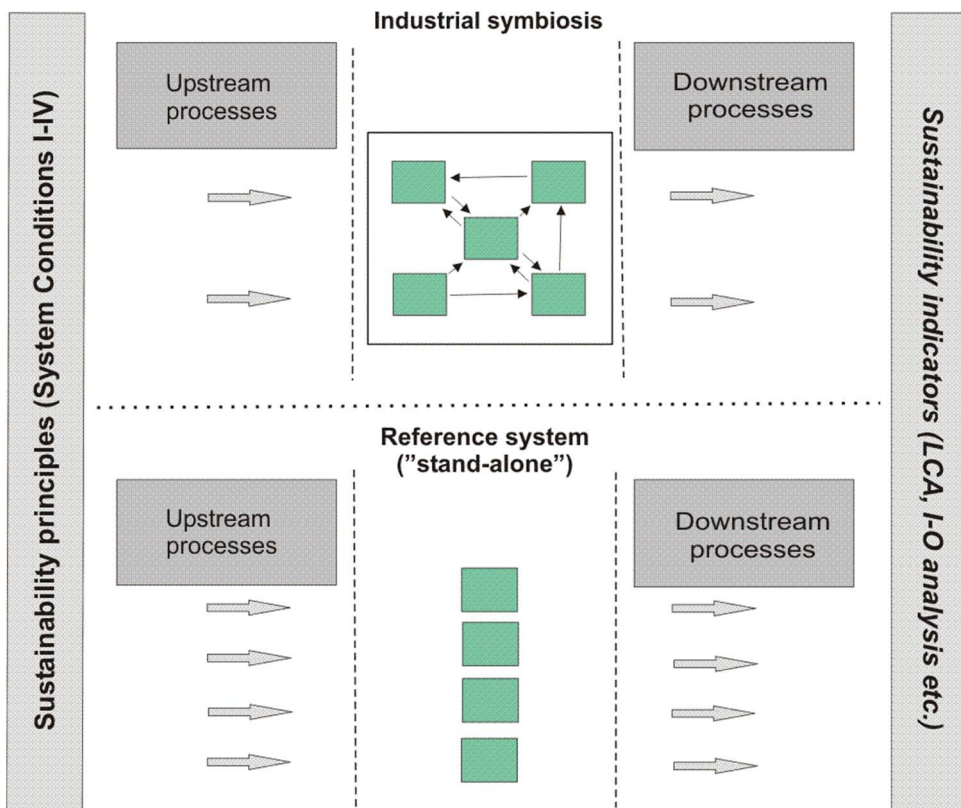 Sustainability principles (System Conditions I-IV)
Industrial symbiosis
Upstream
processes
Downstream
processes
Reference system
(”stand-alone”)
Upstream
processes
Downstream
processes
Sustainability indicators (LCA, I-O analysis etc.)